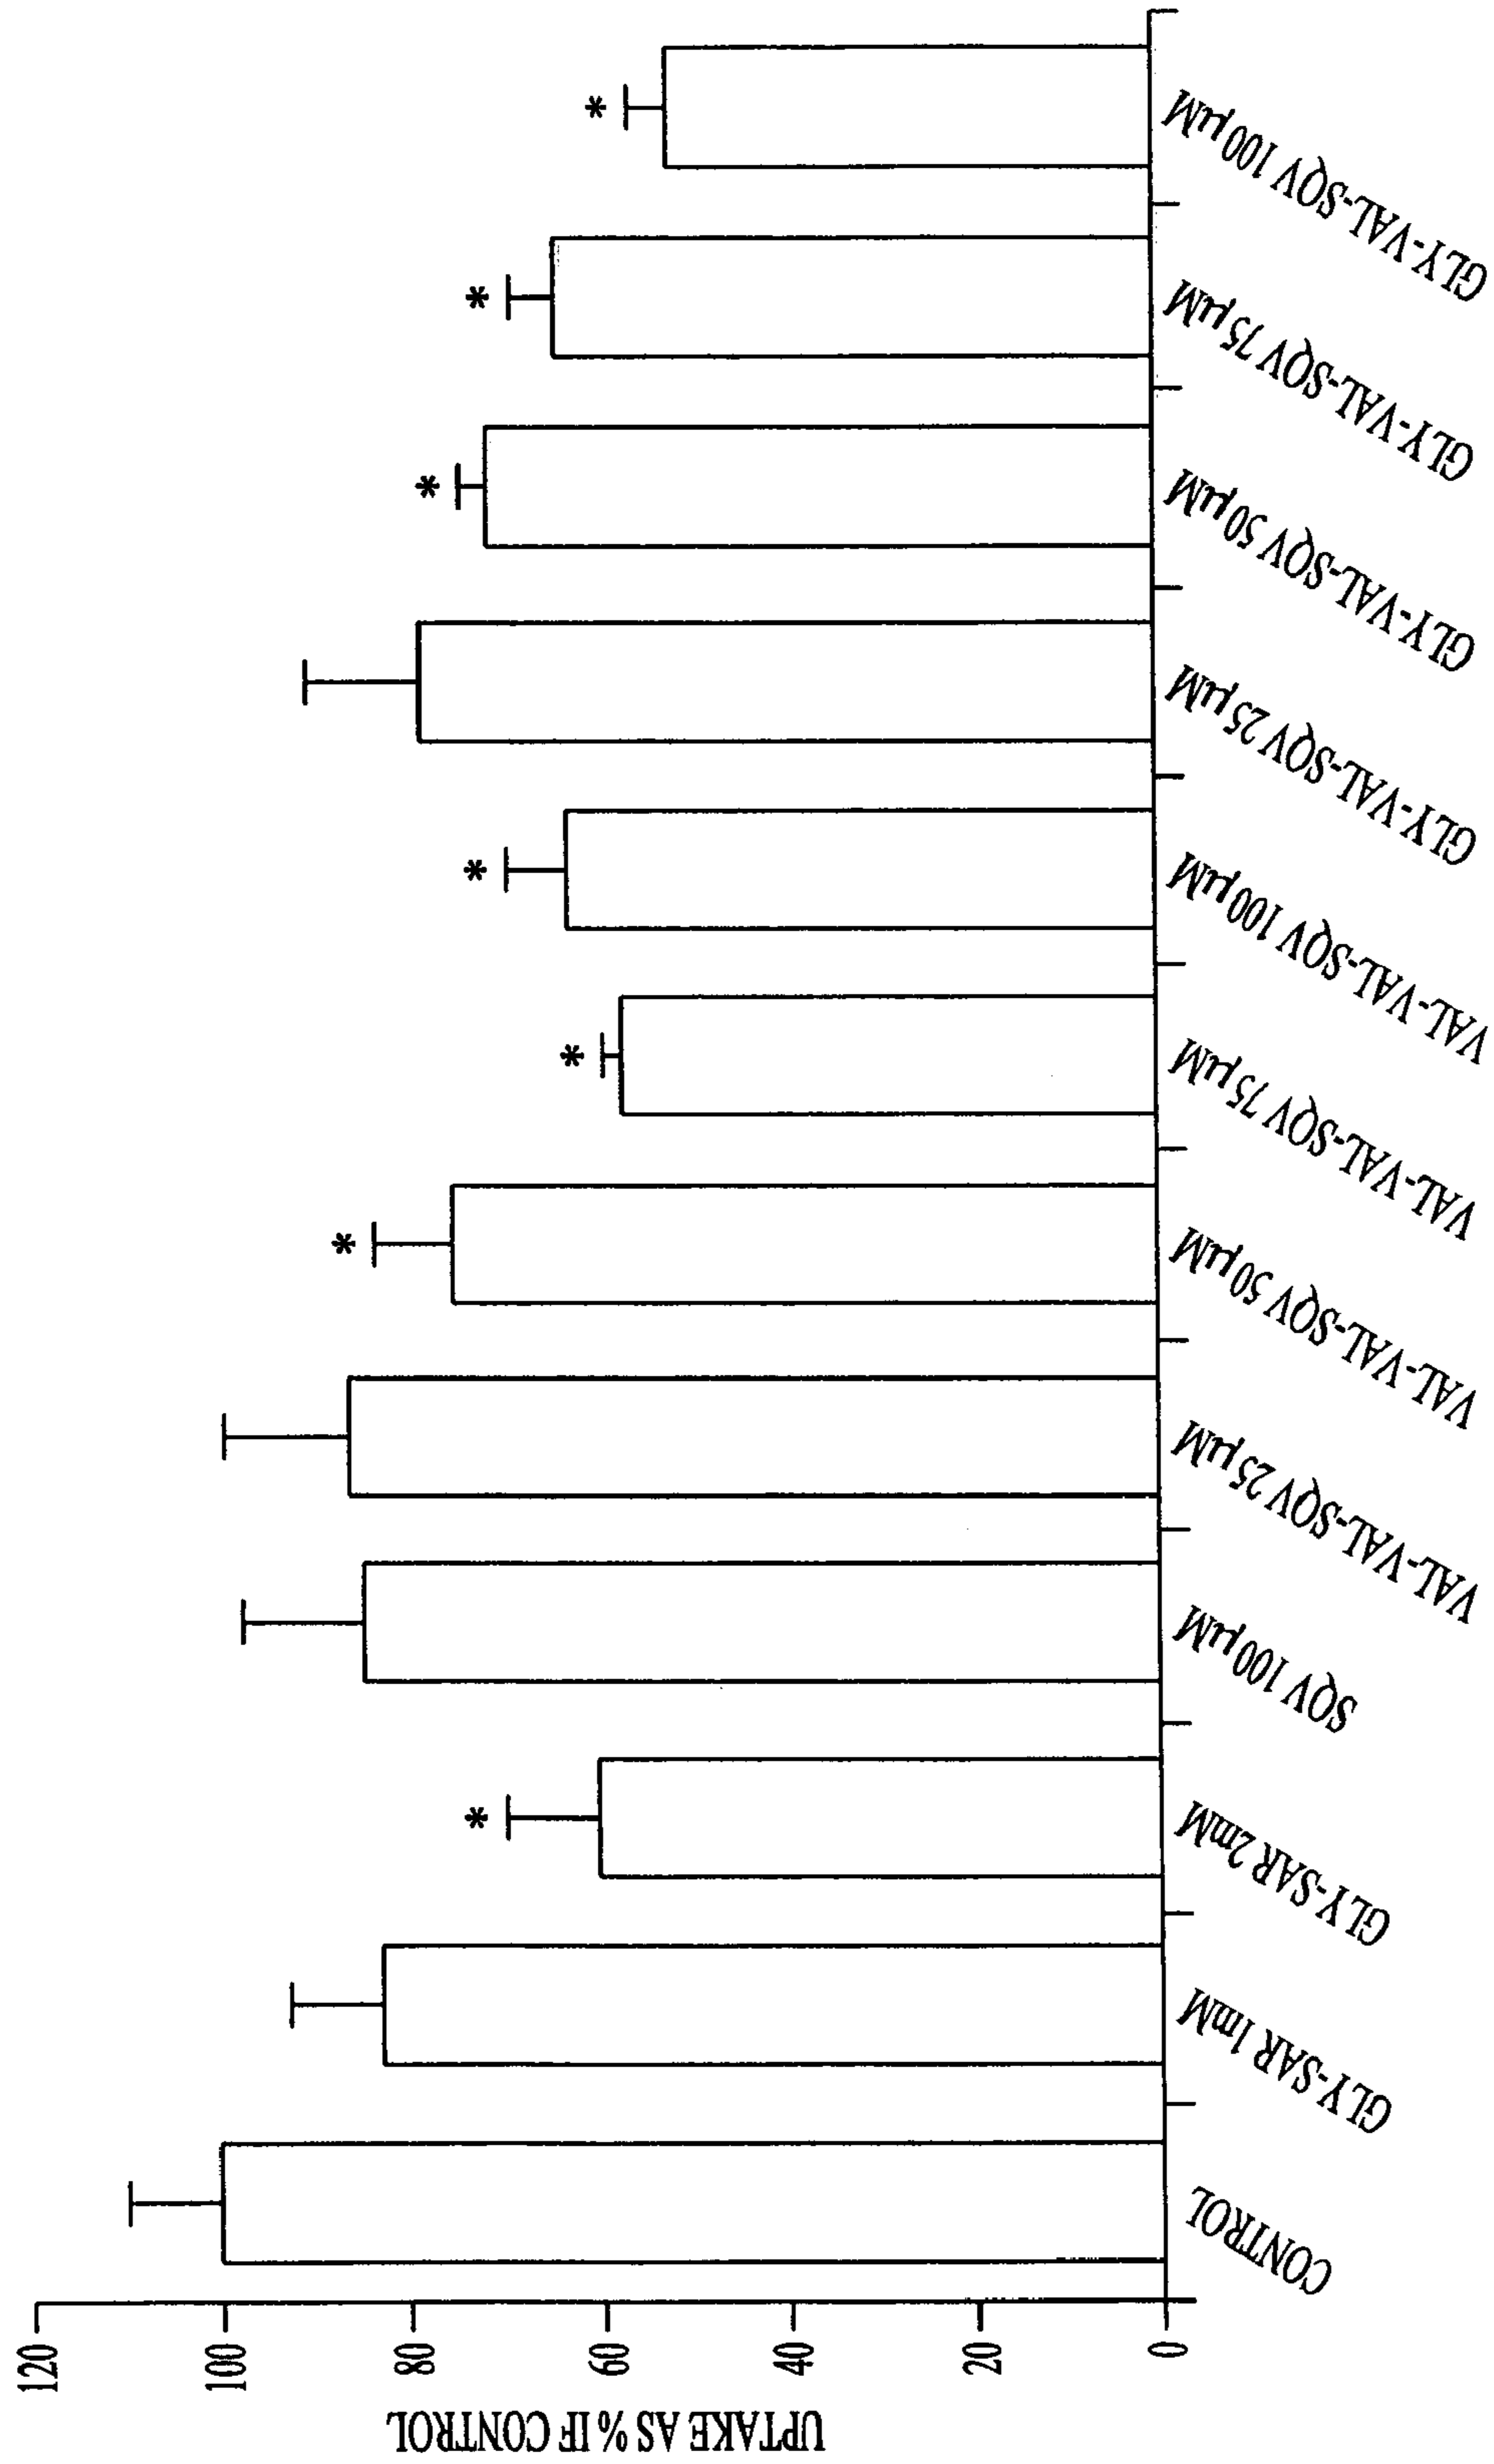 UPTAKE AS % IF CONTROL
120
100
80
60
40
20
0
CONTROL
GLY-SAR 1mM
GLY-SAR 2mM
SQV 100µM
VAL-VAL-SQV 25µM
VAL-VAL-SQV 50µM
VAL-VAL-SQV 75µM
VAL-VAL-SQV 100µM
GLY-VAL-SQV 25µM
GLY-VAL-SQV 50µM
GLY-VAL-SQV 75µM
GLY-VAL-SQV 100µM
*
*
*
*
*
*
*